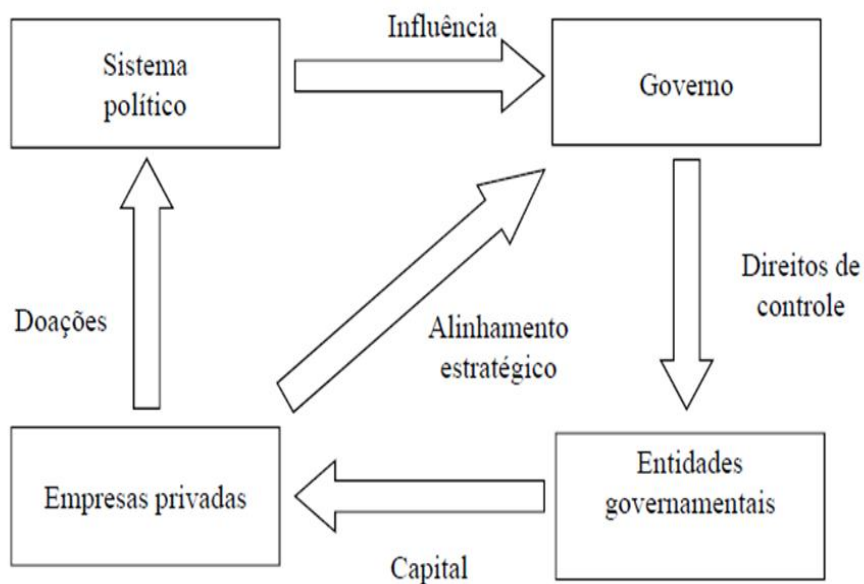 Influência
Sistema
político
Governo
Doações
Alinhamento
estratégico
Direitos de
controle
Empresas privadas
Entidades
governamentais
Capital